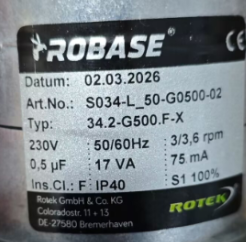 PROBASE®
Datum: 02.03.2026
Art.No.: S034-L_50-G0500-02
Typ: 34.2-G500.F-X
230V 50/60Hz 3/3,6 rpm
0,5 µF 17 VA 75 mA
Ins.Cl.: F IP40 S1 100%
Rotek GmbH & Co. KG
Coloradostr. 11 + 13
DE-27580 Bremerhaven
ROTEK